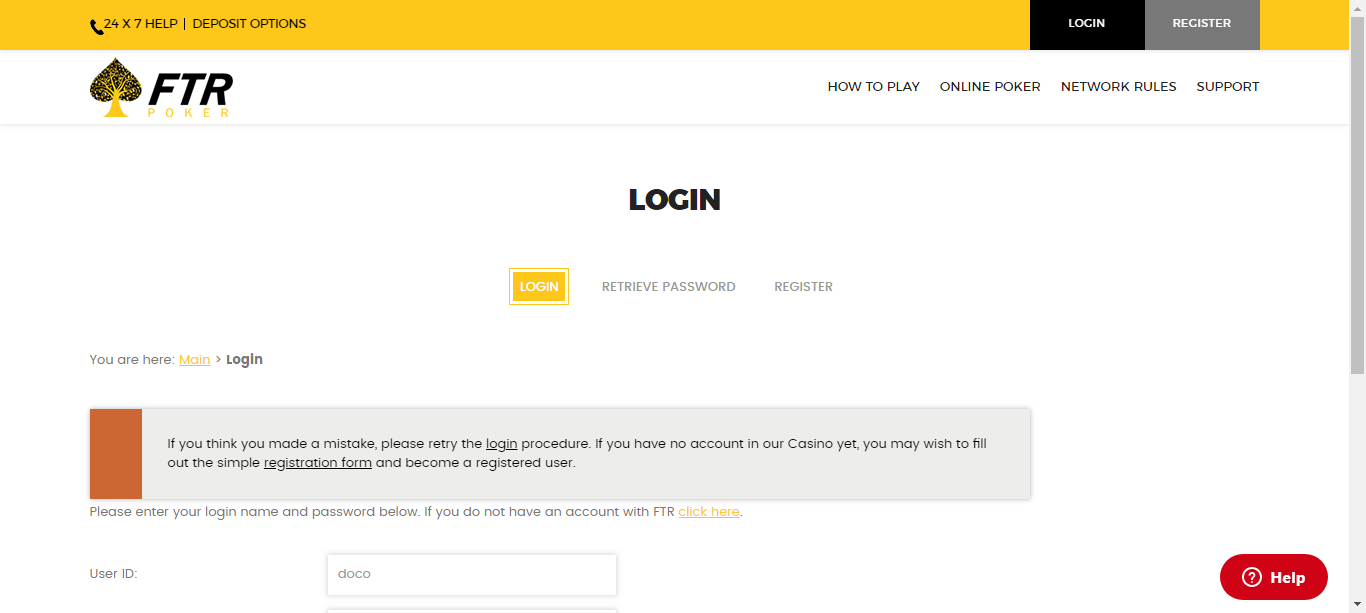 24 X 7 HELP | DEPOSIT OPTIONS
LOGIN
REGISTER
FTR
POKER
HOW TO PLAY
ONLINE POKER
NETWORK RULES
SUPPORT
LOGIN
LOGIN
RETRIEVE PASSWORD
REGISTER
You are here: Main > Login
If you think you made a mistake, please retry the login procedure. If you have no account in our Casino yet, you may wish to fill
out the simple registration form and become a registered user.
Please enter your login name and password below. If you do not have an account with FTR click here.
User ID:
doco
Help